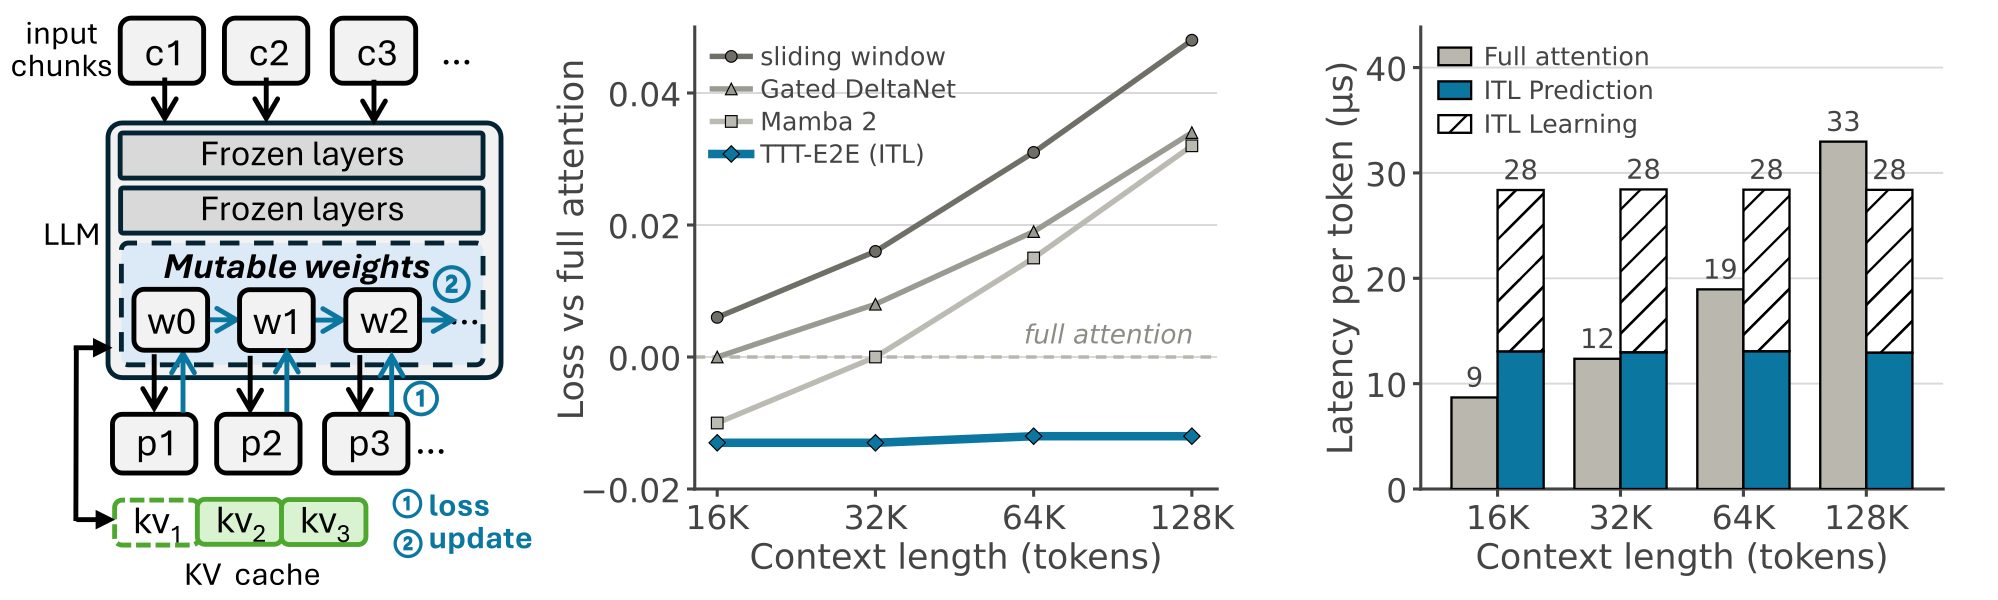 input
chunks
c1
c2
c3
...
Frozen layers
Frozen layers
LLM
Mutable weights
2
w0
w1
w2
...
1
p1
p2
p3
...
kv1
kv2
kv3
1 loss
2 update
KV cache
Loss vs full attention
0.04
0.02
0.00
−0.02
sliding window
Gated DeltaNet
Mamba 2
TTT-E2E (ITL)
full attention
16K
32K
64K
128K
Context length (tokens)
Latency per token (µs)
40
30
20
10
0
Full attention
ITL Prediction
ITL Learning
9
28
12
28
19
28
33
28
16K
32K
64K
128K
Context length (tokens)